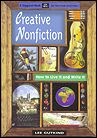 Creative
Nonfiction
How to Live It and Write It
LEE GUTKIND